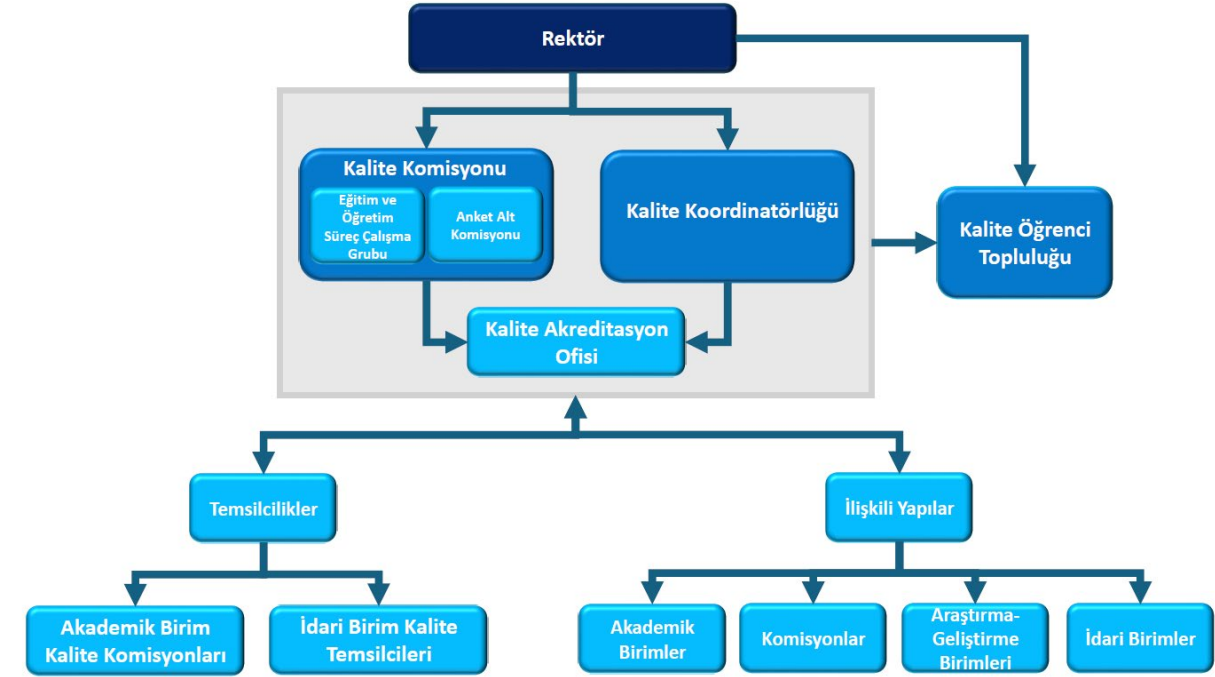 Rektör
Kalite Komisyonu
Eğitim ve
Öğretim
Süreç Çalışma
Grubu
Anket Alt
Komisyonu
Kalite Koordinatörlüğü
Kalite Öğrenci
Topluluğu
Kalite Akreditasyon
Ofisi
Temsilcilikler
İlişkili Yapılar
Akademik Birim
Kalite Komisyonları
İdari Birim Kalite
Temsilcileri
Akademik
Birimler
Komisyonlar
Araştırma-
Geliştirme
Birimleri
İdari Birimler